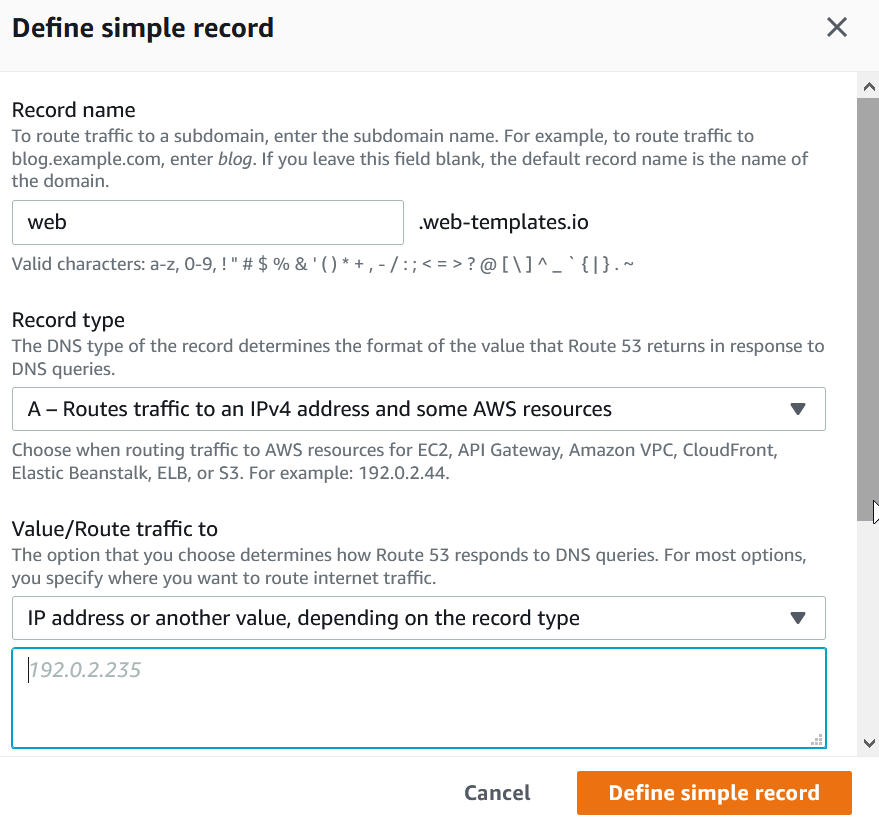 Define simple record
Record name
To route traffic to a subdomain, enter the subdomain name. For example, to route traffic to
blog.example.com, enter blog. If you leave this field blank, the default record name is the name of
the domain.
web .web-templates.io
Valid characters: a-z, 0-9, ! " # $ % & ' ( ) * + , - / : ; < = > ? @ [ \ ] ^ _ ` { | } . ~
Record type
The DNS type of the record determines the format of the value that Route 53 returns in response to
DNS queries.
A – Routes traffic to an IPv4 address and some AWS resources
Choose when routing traffic to AWS resources for EC2, API Gateway, Amazon VPC, CloudFront,
Elastic Beanstalk, ELB, or S3. For example: 192.0.2.44.
Value/Route traffic to
The option that you choose determines how Route 53 responds to DNS queries. For most options,
you specify where you want to route internet traffic.
IP address or another value, depending on the record type
192.0.2.235
Cancel Define simple record